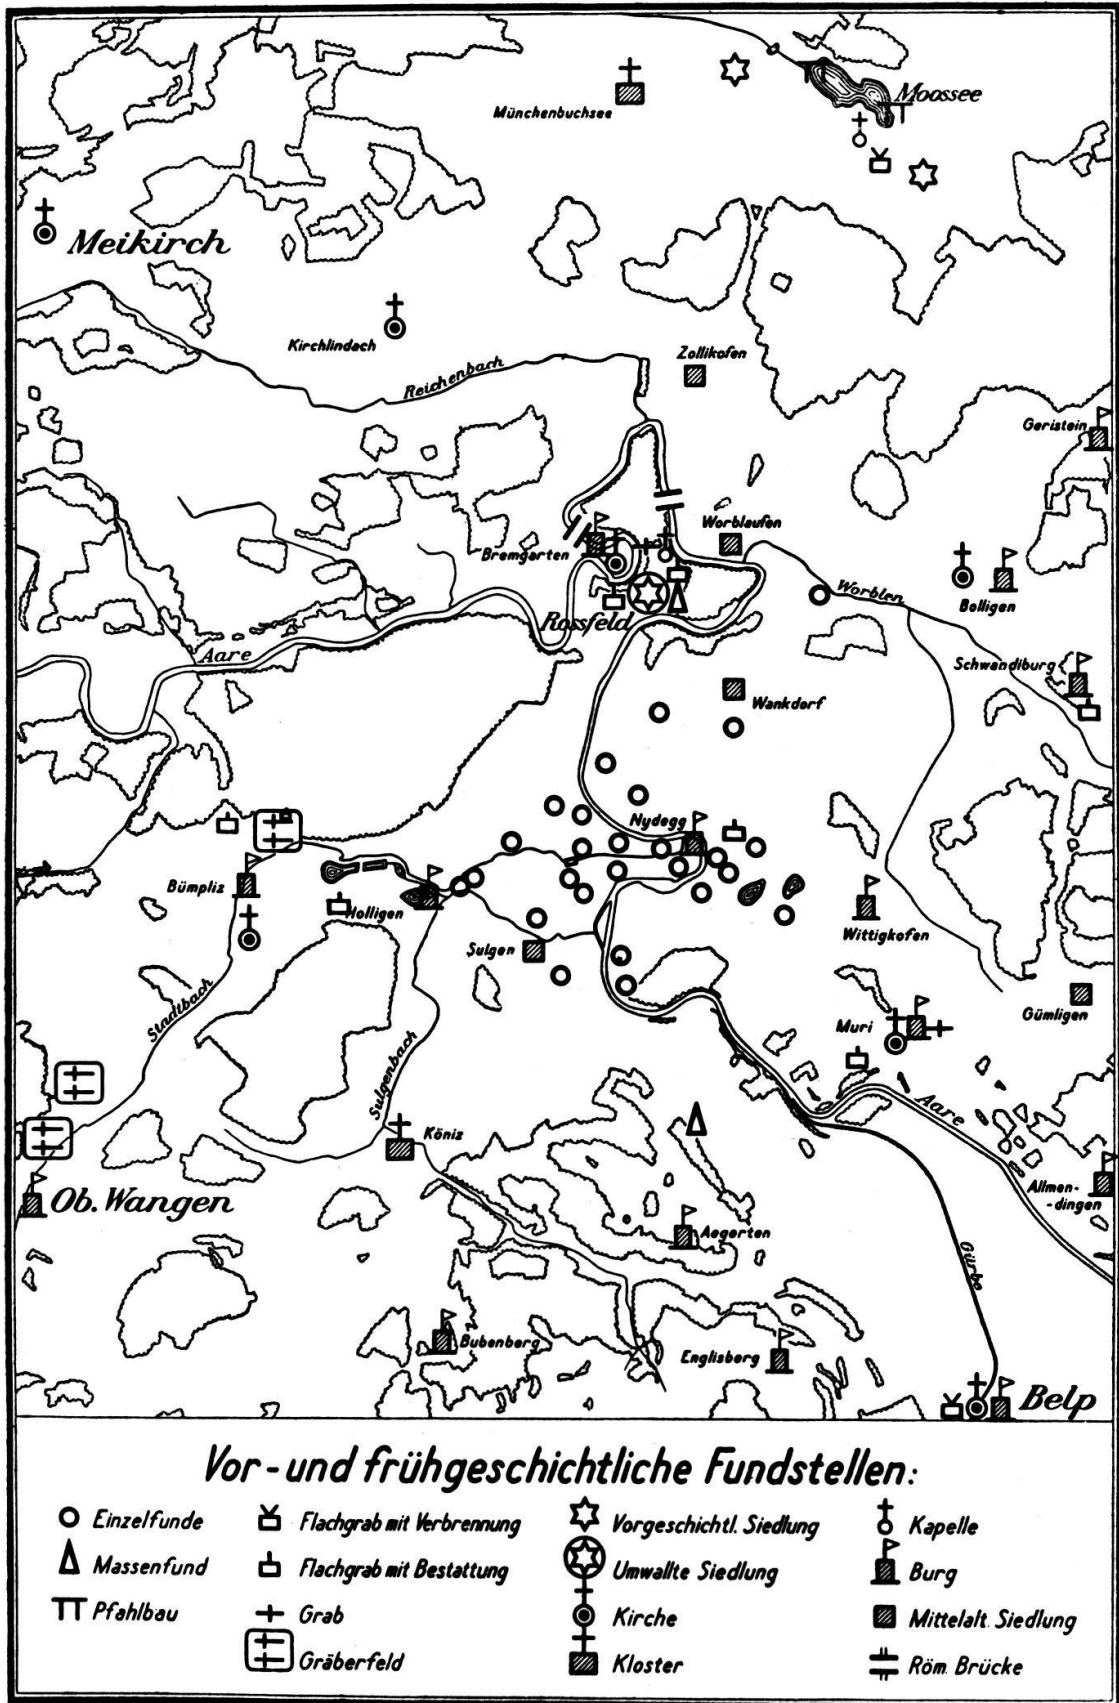 Münchenbuchsee
Moossee
Meikirch
Kirchlindach
Reichenbach
Zollikofen
Geristein
Worblaufen
Bremgarten
Worblen
Bolligen
Rossfeld
Aare
Schwandiburg
Wankdorf
Nydegg
Bümpliz
Holligen
Sulgen
Wittigkofen
Stadtbach
Gümligen
Muri
Sulgenbach
Aare
Köniz
Ob. Wangen
Allmen-
-dingen
Aegerten
Gürbe
Bubenberg
Englisberg
Belp
Vor- und frühgeschichtliche Fundstellen:
Einzelfunde
Massenfund
Pfahlbau
Flachgrab mit Verbrennung
Flachgrab mit Bestattung
Grab
Gräberfeld
Vorgeschichtl. Siedlung
Umwallte Siedlung
Kirche
Kloster
Kapelle
Burg
Mittelalt. Siedlung
Röm. Brücke